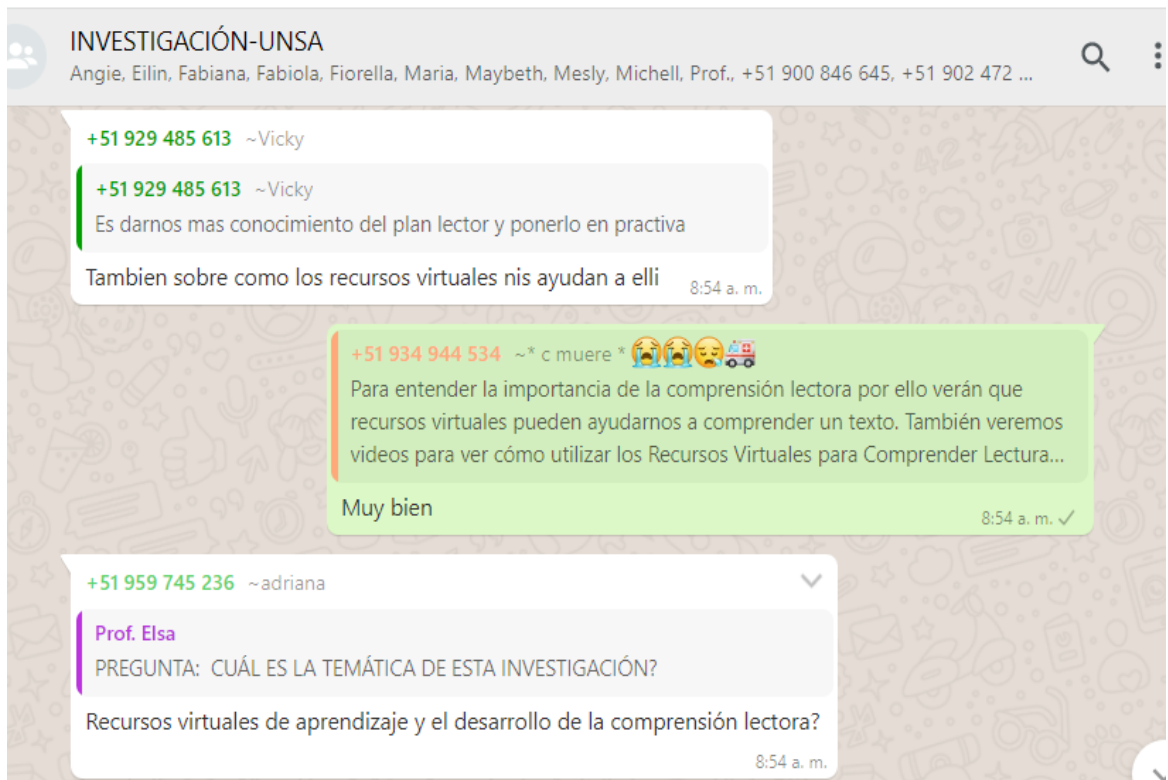 INVESTIGACIÓN-UNSA
Angie, Eilin, Fabiana, Fabiola, Fiorella, Maria, Maybeth, Mesly, Michell, Prof., +51 900 846 645, +51 902 472 ...
+51 929 485 613 ~Vicky
+51 929 485 613 ~Vicky
Es darnos mas conocimiento del plan lector y ponerlo en practiva
Tambien sobre como los recursos virtuales nis ayudan a elli
8:54 a. m.
+51 934 944 534 ~* c muere * 😭😭😪🚑
Para entender la importancia de la comprensión lectora por ello verán que
recursos virtuales pueden ayudarnos a comprender un texto. También veremos
videos para ver cómo utilizar los Recursos Virtuales para Comprender Lectura...
Muy bien
8:54 a. m.
+51 959 745 236 ~adriana
Prof. Elsa
PREGUNTA: CUÁL ES LA TEMÁTICA DE ESTA INVESTIGACIÓN?
Recursos virtuales de aprendizaje y el desarrollo de la comprensión lectora?
8:54 a. m.